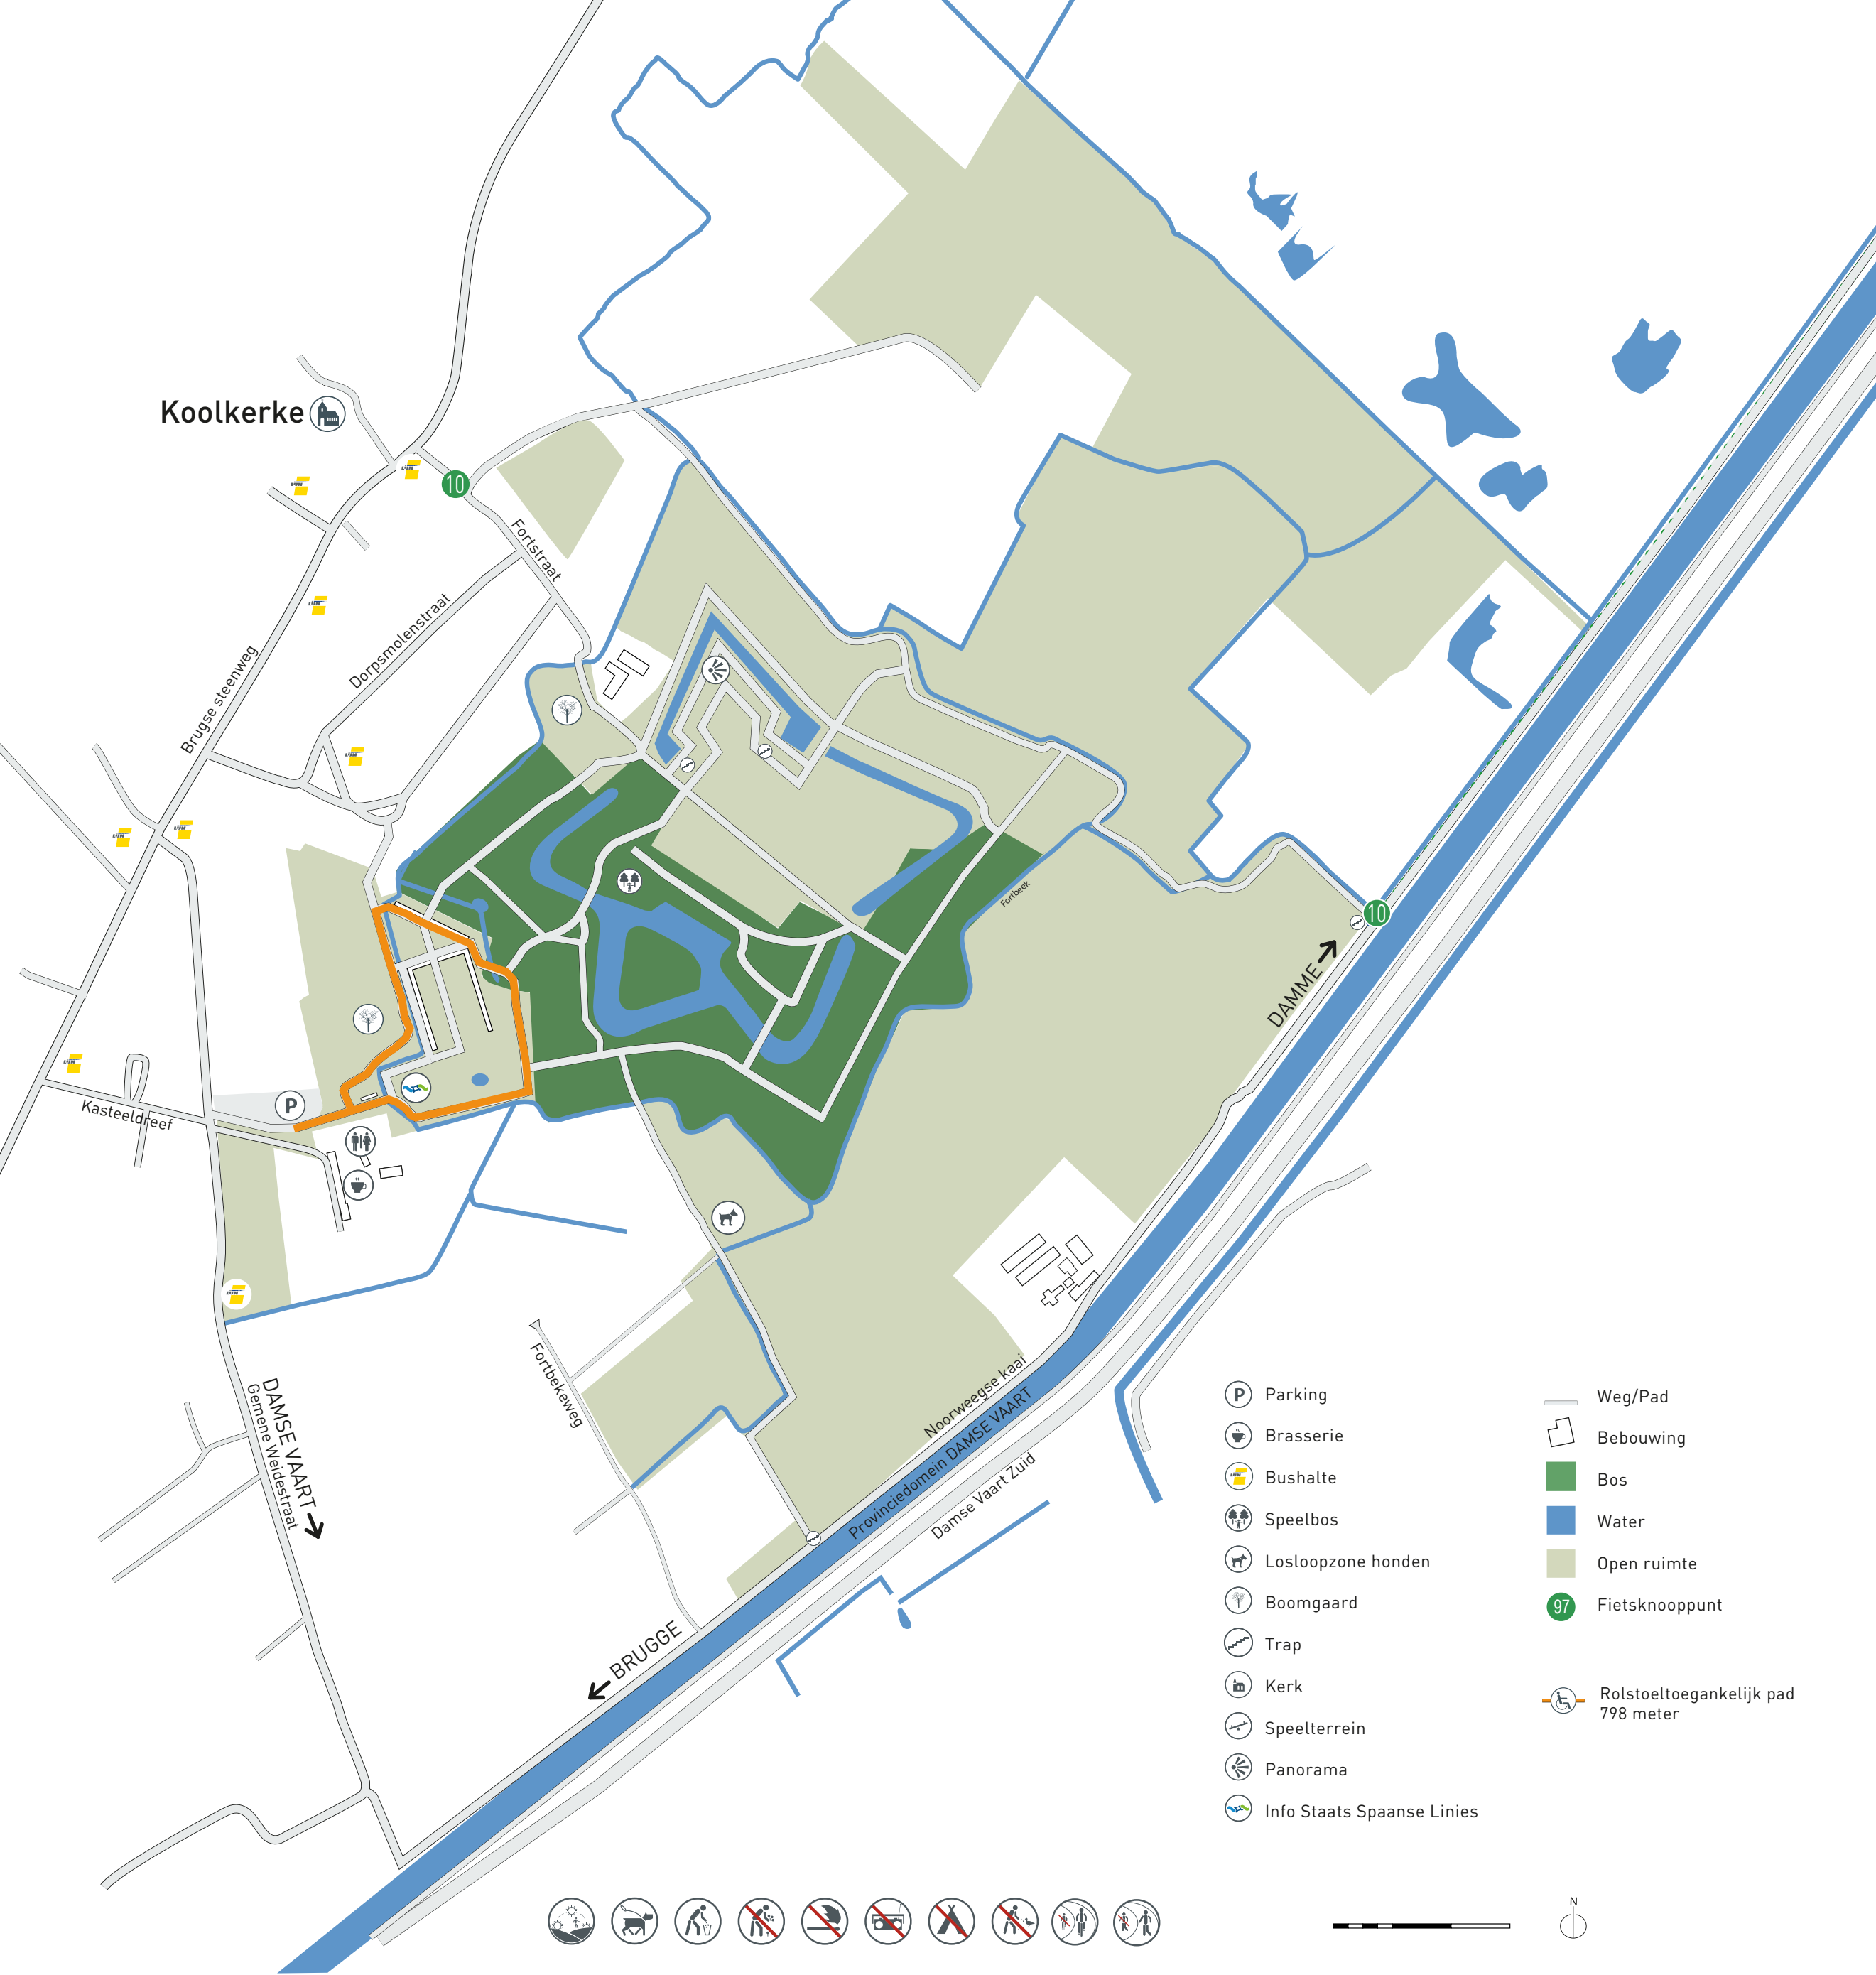 Koolkerke
10
Fortstraat
Dorpsmolenstraat
Brugse steenweg
Fortbeek
10
DAMME
P
Kasteeldreef
Fortbekeweg
DAMSE VAART
Gemene Weidestraat
Noorweegse kaai
Provinciedomein DAMSE VAART
Damse Vaart Zuid
BRUGGE
P Parking
Brasserie
Bushalte
Speelbos
Losloopzone honden
Boomgaard
Trap
Kerk
Speelterrein
Panorama
Info Staats Spaanse Linies
Weg/Pad
Bebouwing
Bos
Water
Open ruimte
97 Fietsknooppunt
Rolstoeltoegankelijk pad
798 meter
N